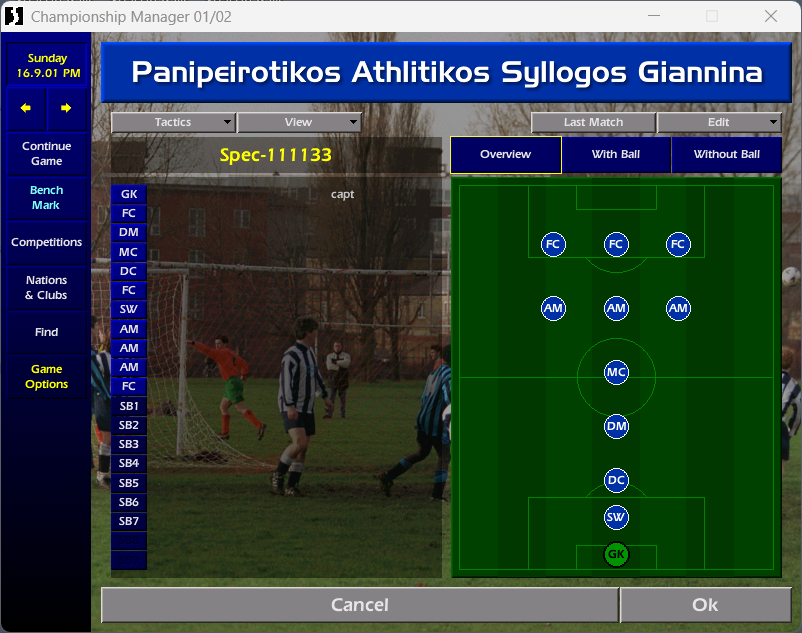 Championship Manager 01/02
Sunday
16.9.01 PM
Continue
Game
Bench
Mark
Competitions
Nations
& Clubs
Find
Game
Options
Panipeirotikos Athlitikos Syllogos Giannina
Tactics
View
Last Match
Edit
Spec-111133
Overview
With Ball
Without Ball
GK capt
FC
DM
MC
DC
FC
SW
AM
AM
AM
FC
SB1
SB2
SB3
SB4
SB5
SB6
SB7
FC FC FC
AM AM AM
MC
DM
DC
SW
GK
Cancel
Ok